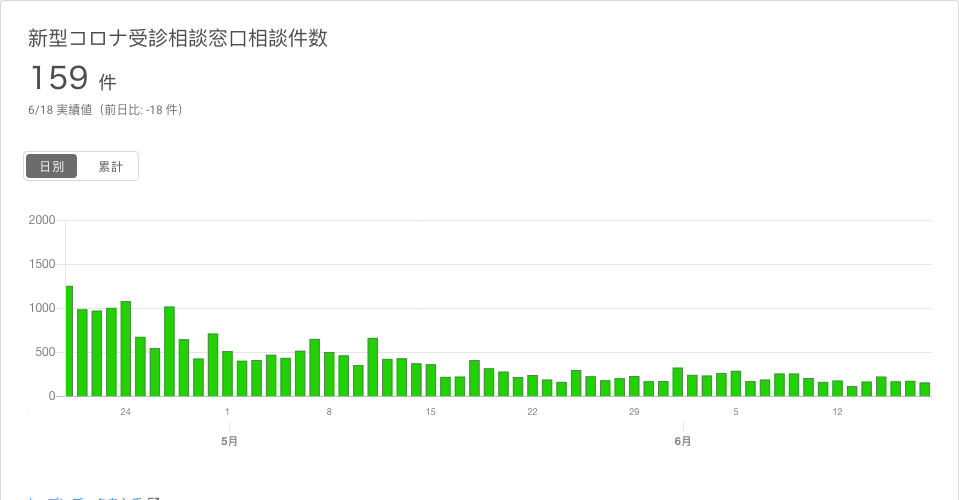 新型コロナ受診相談窓口相談件数
159 件
6/18 実績値（前日比: -18 件）
日別 累計
2000
1500
1000
500
0
24 1 8 15 22 29 5 12
5月 6月